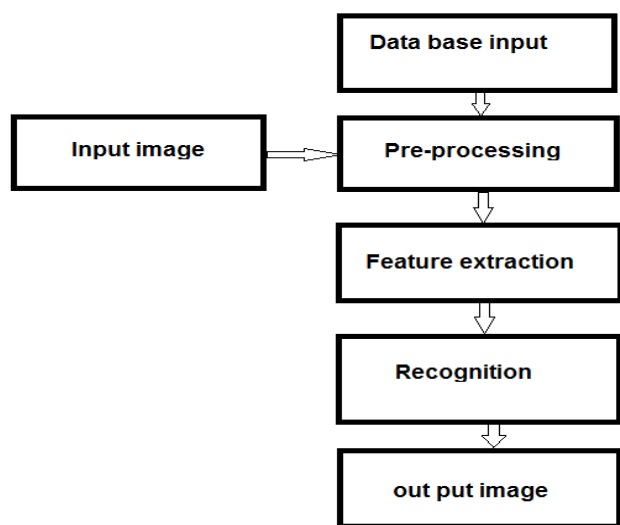 Data base input
Input image
Pre-processing
Feature extraction
Recognition
out put image